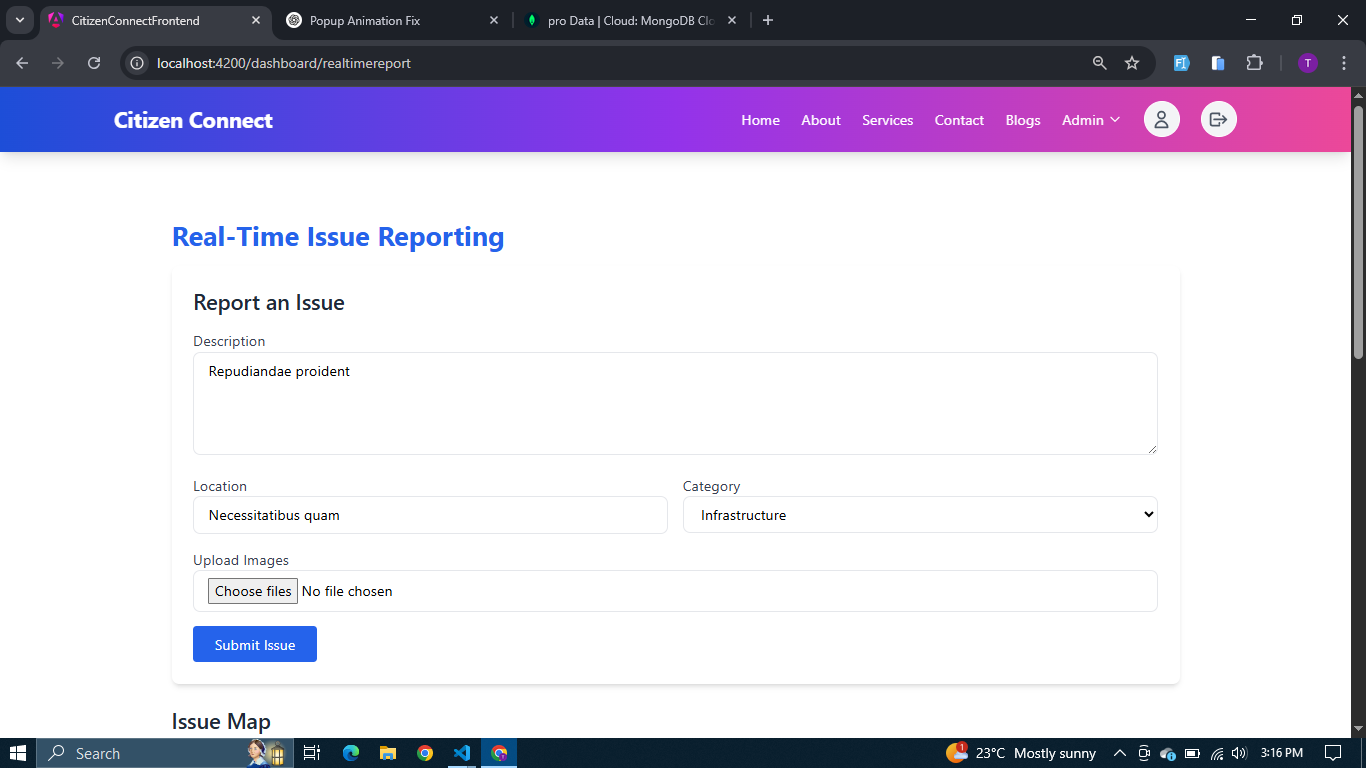 CitizenConnectFrontend
Popup Animation Fix
pro Data | Cloud: MongoDB Clo
localhost:4200/dashboard/realtimereport
T
Citizen Connect
Home About Services Contact Blogs Admin
Real-Time Issue Reporting
Report an Issue
Description
Repudiandae proident
Location Category
Necessitatibus quam Infrastructure
Upload Images
Choose files No file chosen
Submit Issue
Issue Map
Search 1 23°C Mostly sunny 3:16 PM